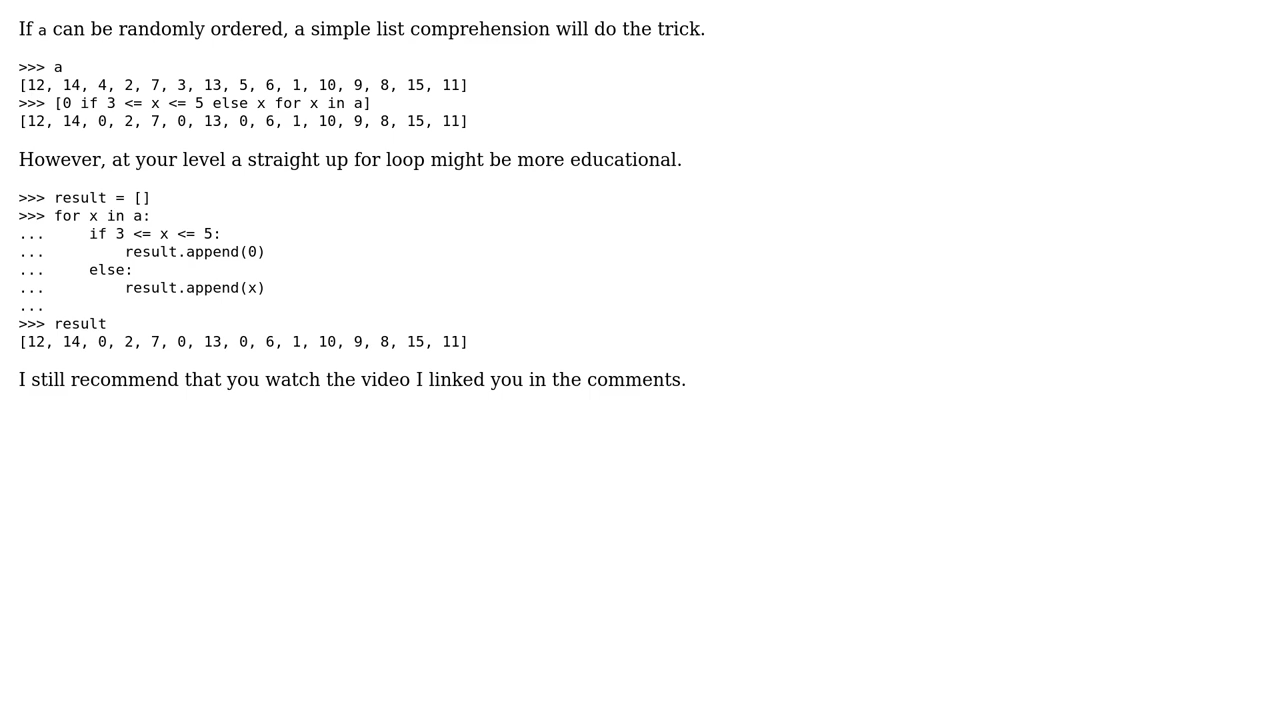 If a can be randomly ordered, a simple list comprehension will do the trick.
>>> a
[12, 14, 4, 2, 7, 3, 13, 5, 6, 1, 10, 9, 8, 15, 11]
>>> [0 if 3 <= x <= 5 else x for x in a]
[12, 14, 0, 2, 7, 0, 13, 0, 6, 1, 10, 9, 8, 15, 11]
However, at your level a straight up for loop might be more educational.
>>> result = []
>>> for x in a:
...     if 3 <= x <= 5:
...         result.append(0)
...     else:
...         result.append(x)
...
>>> result
[12, 14, 0, 2, 7, 0, 13, 0, 6, 1, 10, 9, 8, 15, 11]
I still recommend that you watch the video I linked you in the comments.